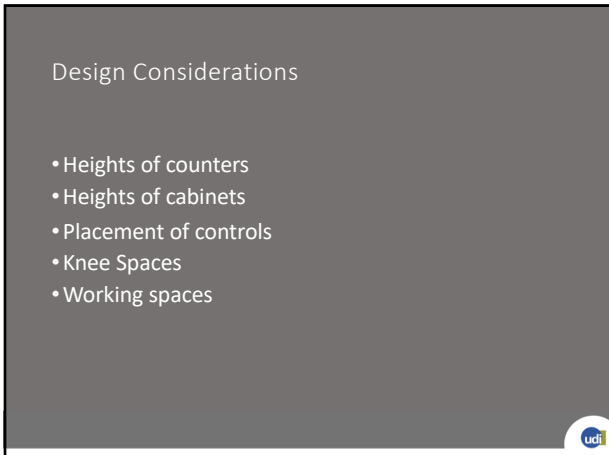 Design Considerations
• Heights of counters
• Heights of cabinets
• Placement of controls
• Knee Spaces
• Working spaces
udi